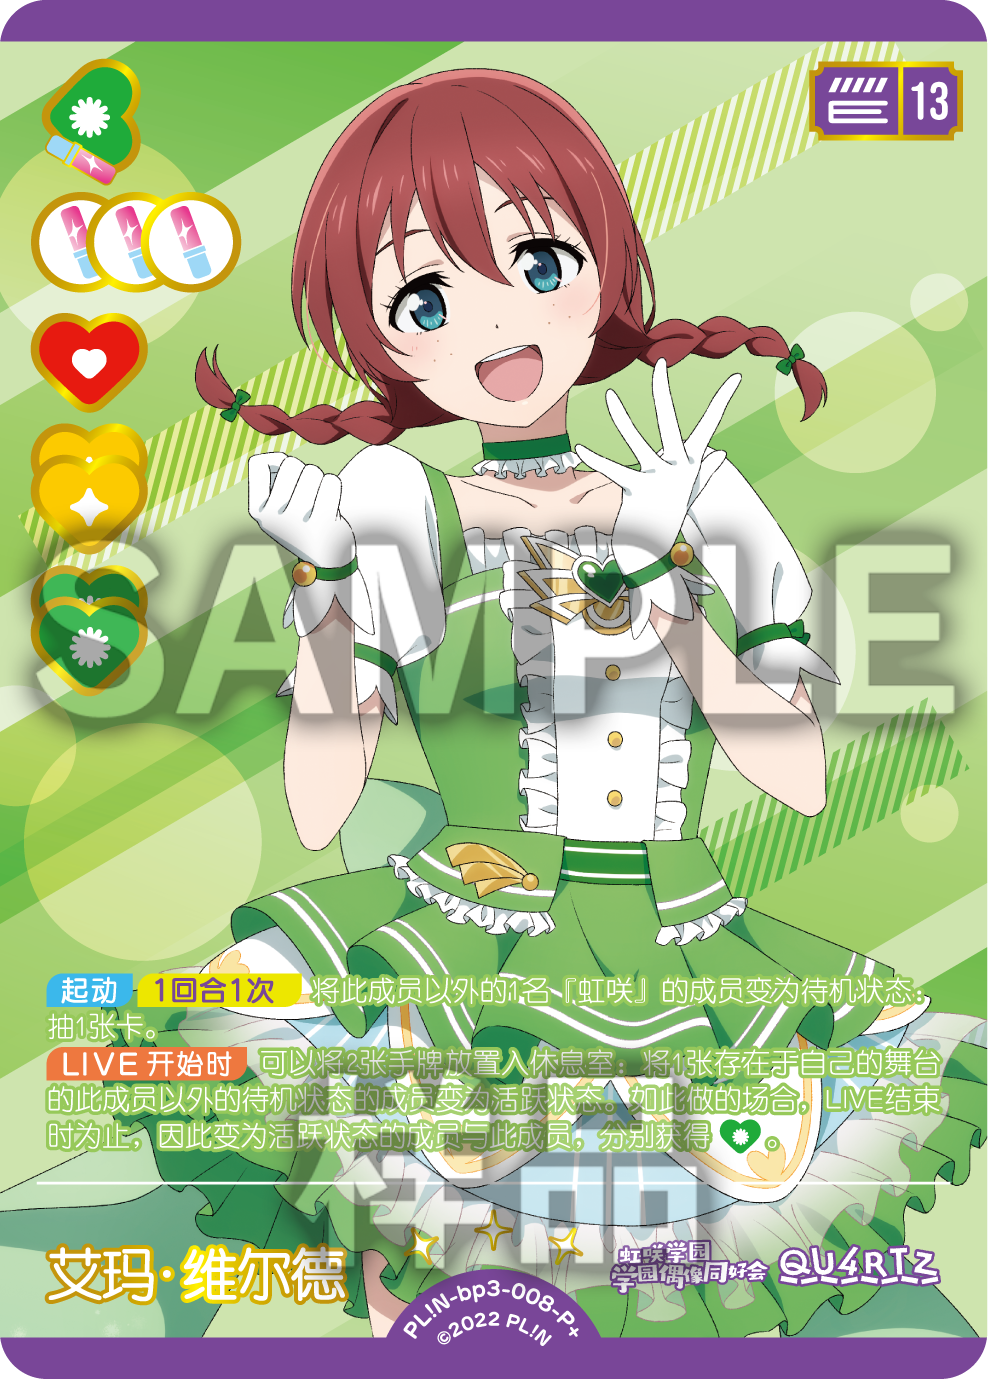 13
SAMPLE
起动 1回合1次 将此成员以外的1名『虹咲』的成员变为待机状态：
抽1张卡。
LIVE 开始时 可以将2张手牌放置入休息室：将1张存在于自己的舞台
的此成员以外的待机状态的成员变为活跃状态。如此做的场合，LIVE结束
时为止，因此变为活跃状态的成员与此成员，分别获得 。
样品
艾玛·维尔德
虹咲学园
学园偶像同好会
QU4RTZ
PL!N-bp3-008-P+
©2022 PL!N